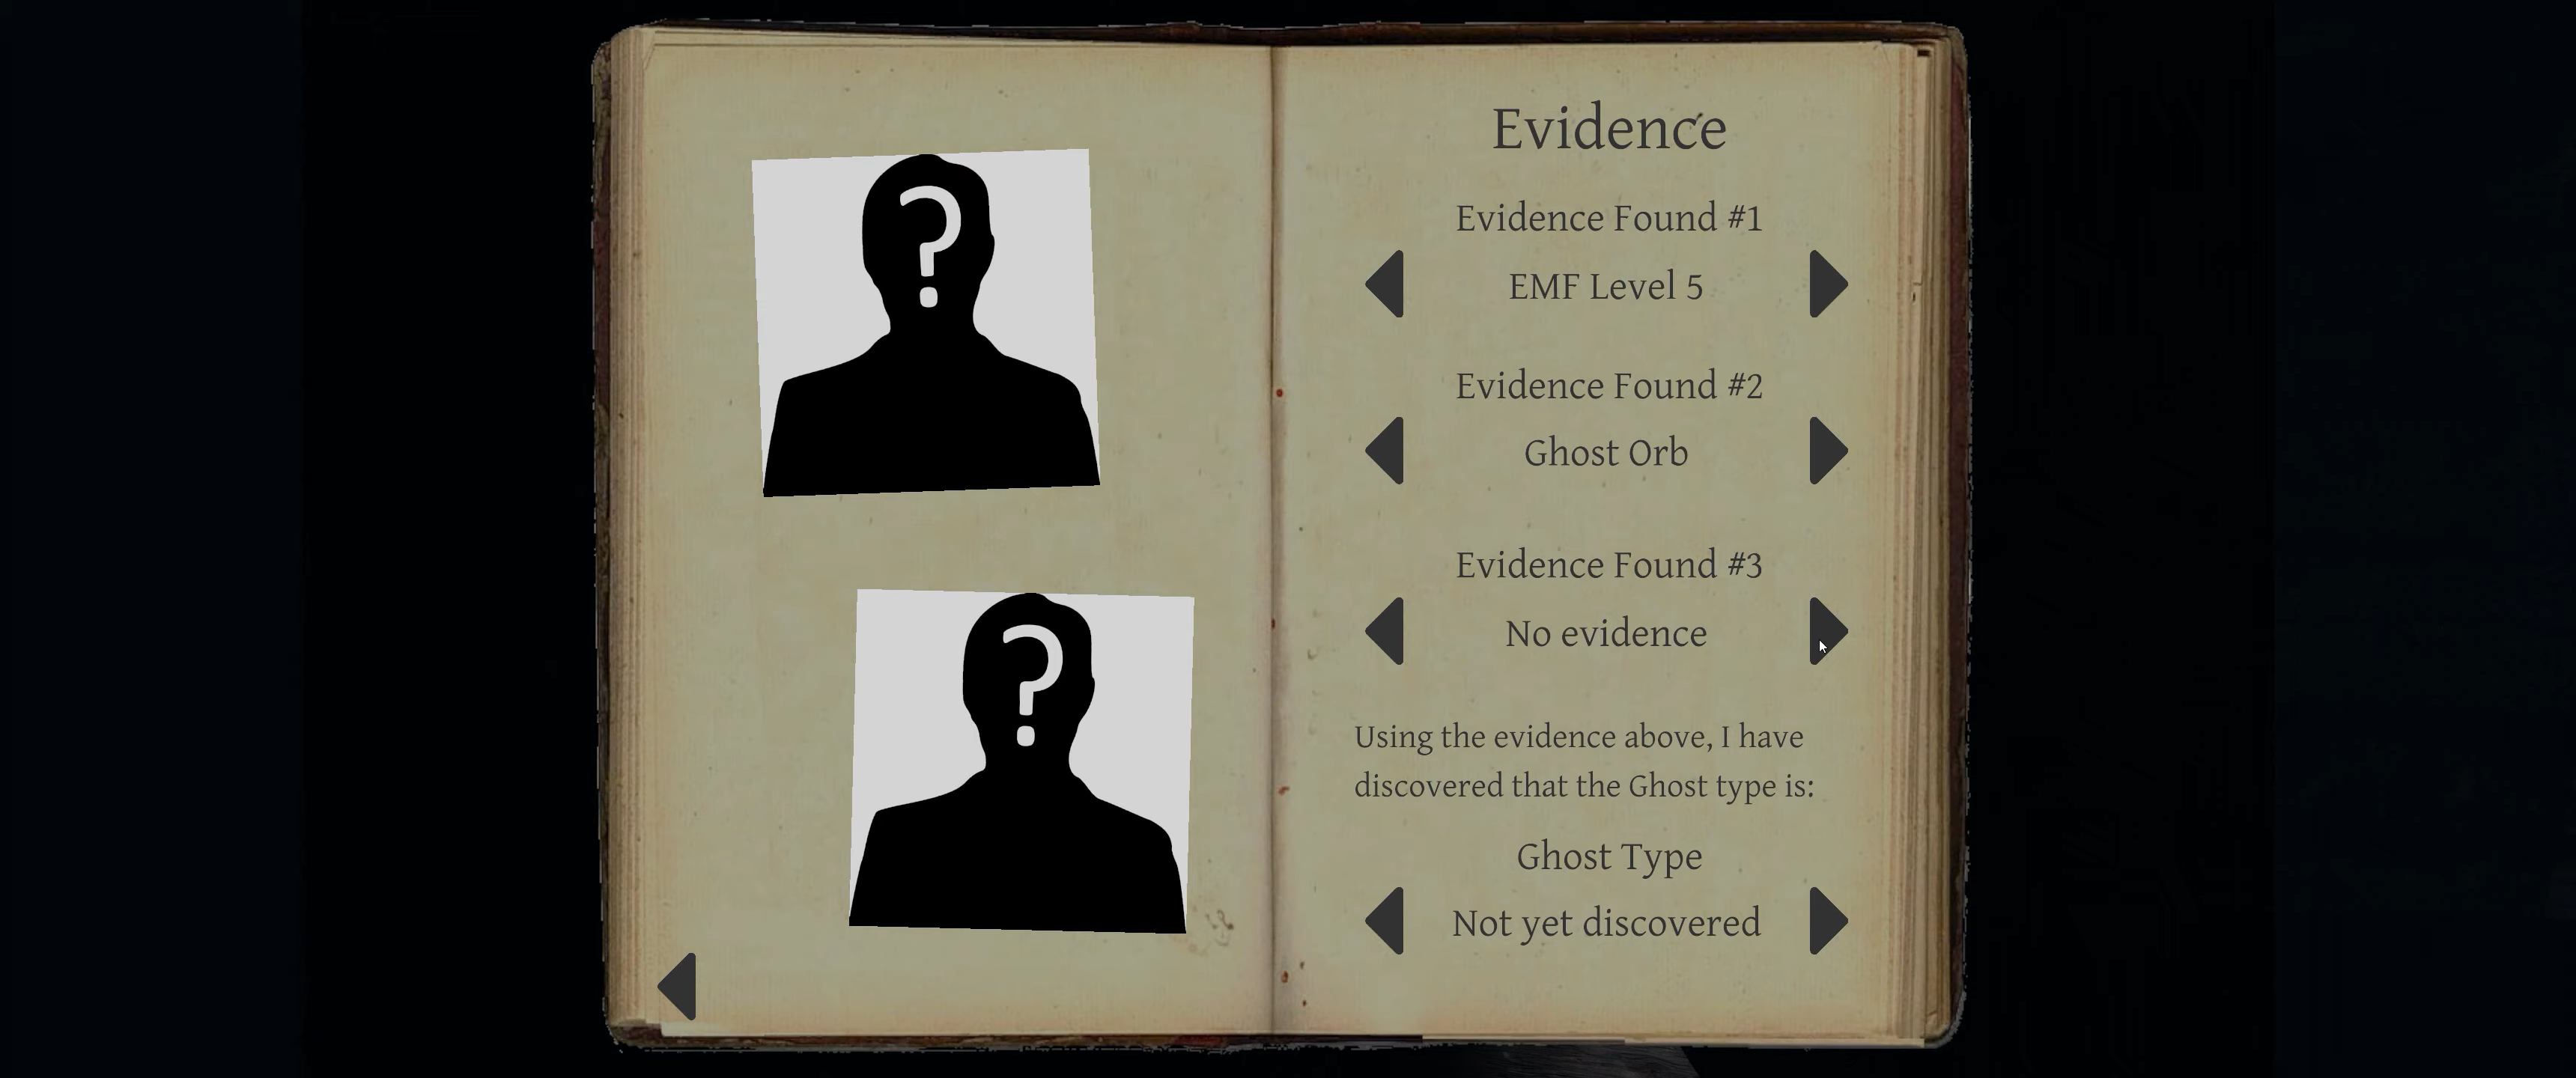 ?
?
Evidence
Evidence Found #1
EMF Level 5
Evidence Found #2
Ghost Orb
Evidence Found #3
No evidence
Using the evidence above, I have
discovered that the Ghost type is:
Ghost Type
Not yet discovered